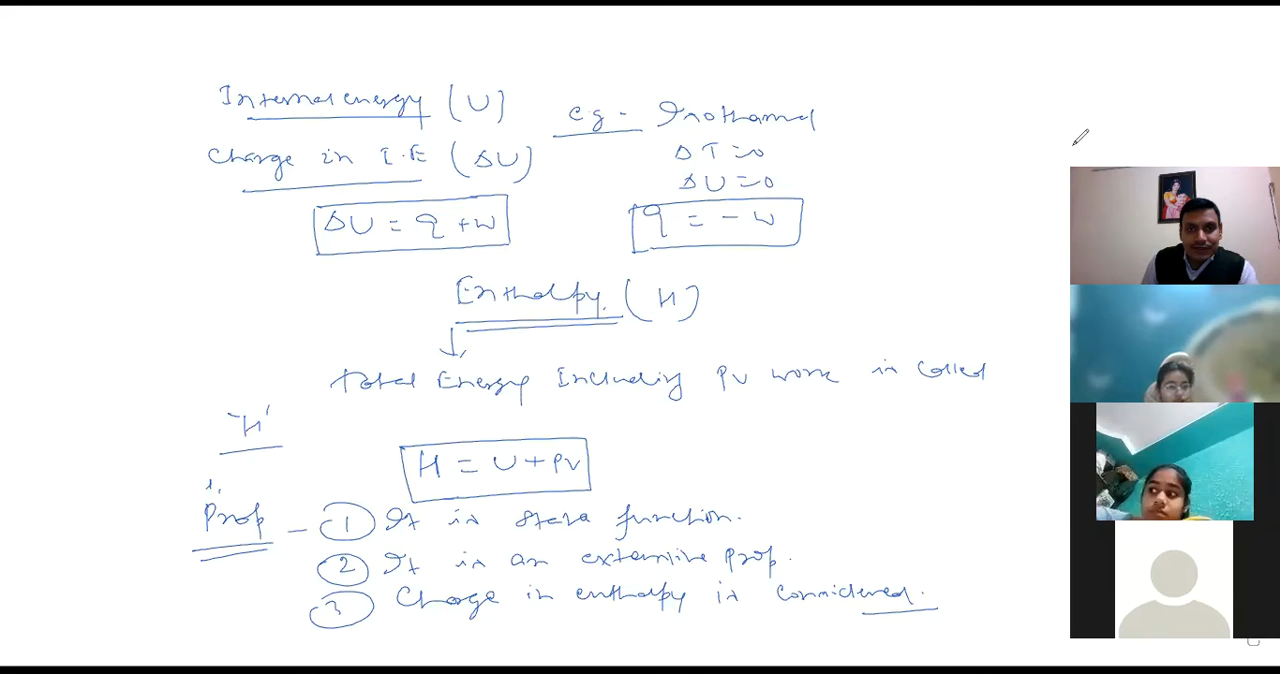 Internal energy (U)
Change in I.E (ΔU)
ΔU = q + w
e.g - Isothermal
ΔT = 0
ΔU = 0
q = - w
Enthalpy. (H)
Total Energy Including PV work is called
'H'
H = U + PV
Prop - ① It is state function.
② It is an extensive prop.
③ Change in enthalpy is considered.